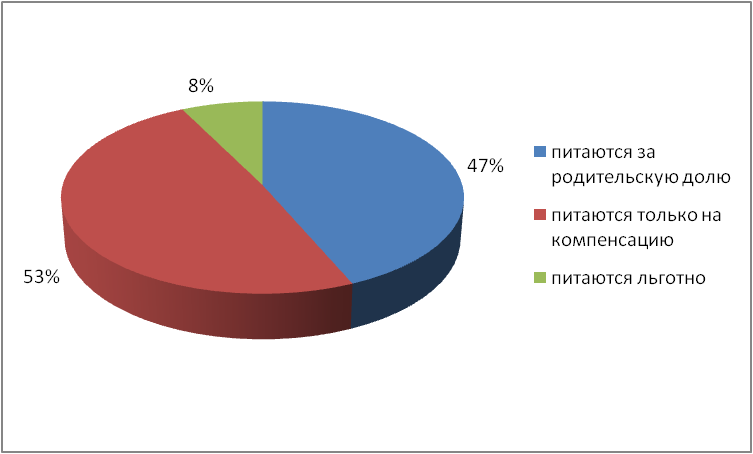 8%
47%
53%
питаются за
родительскую долю
питаются только на
компенсацию
питаются льготно